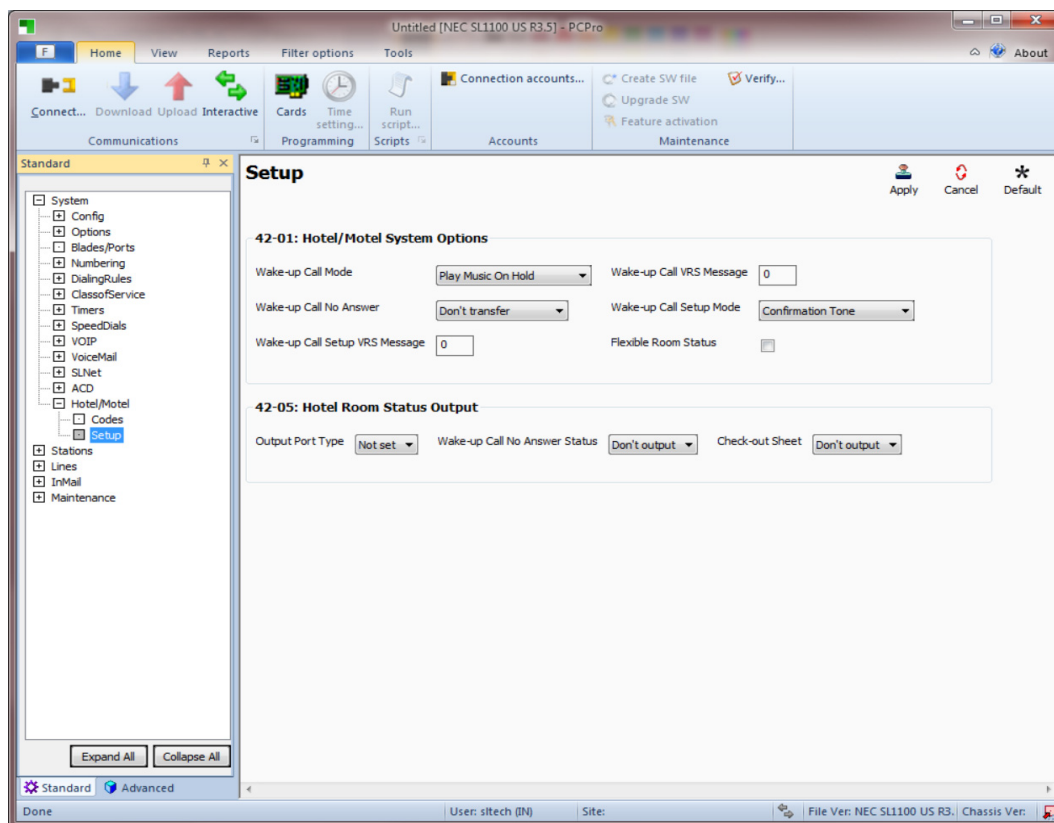 Untitled [NEC SL1100 US R3.5] - PCPro
F Home View Reports Filter options Tools About
Connect... Download Upload Interactive Cards Time setting... Run script... Connection accounts... Create SW file Verify...
Upgrade SW
Feature activation
Communications Programming Scripts Accounts Maintenance
Standard
System
Config
Options
Blades/Ports
Numbering
DialingRules
ClassofService
Timers
SpeedDials
VOIP
VoiceMail
SLNet
ACD
Hotel/Motel
Codes
Setup
Stations
Lines
InMail
Maintenance
Expand All Collapse All
Standard Advanced
Setup
Apply Cancel Default
42-01: Hotel/Motel System Options
Wake-up Call Mode Play Music On Hold Wake-up Call VRS Message 0
Wake-up Call No Answer Don't transfer Wake-up Call Setup Mode Confirmation Tone
Wake-up Call Setup VRS Message 0 Flexible Room Status
42-05: Hotel Room Status Output
Output Port Type Not set Wake-up Call No Answer Status Don't output Check-out Sheet Don't output
Done User: sltech (IN) Site: File Ver: NEC SL1100 US R3. Chassis Ver: